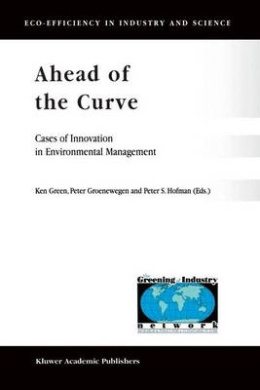 ECO-EFFICIENCY IN INDUSTRY AND SCIENCE
Ahead of
the Curve
Cases of Innovation
in Environmental Management
Ken Green, Peter Groenewegen and Peter S. Hofman (Eds.)
The
Greening of Industry
network
Kluwer Academic Publishers